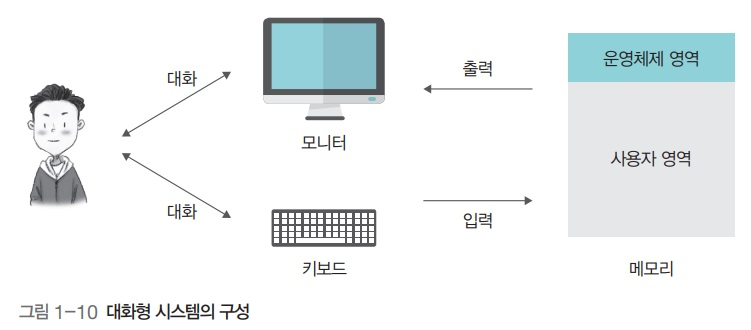 대화
출력
운영체제 영역
모니터
사용자 영역
대화
입력
키보드
메모리
그림 1-10 대화형 시스템의 구성